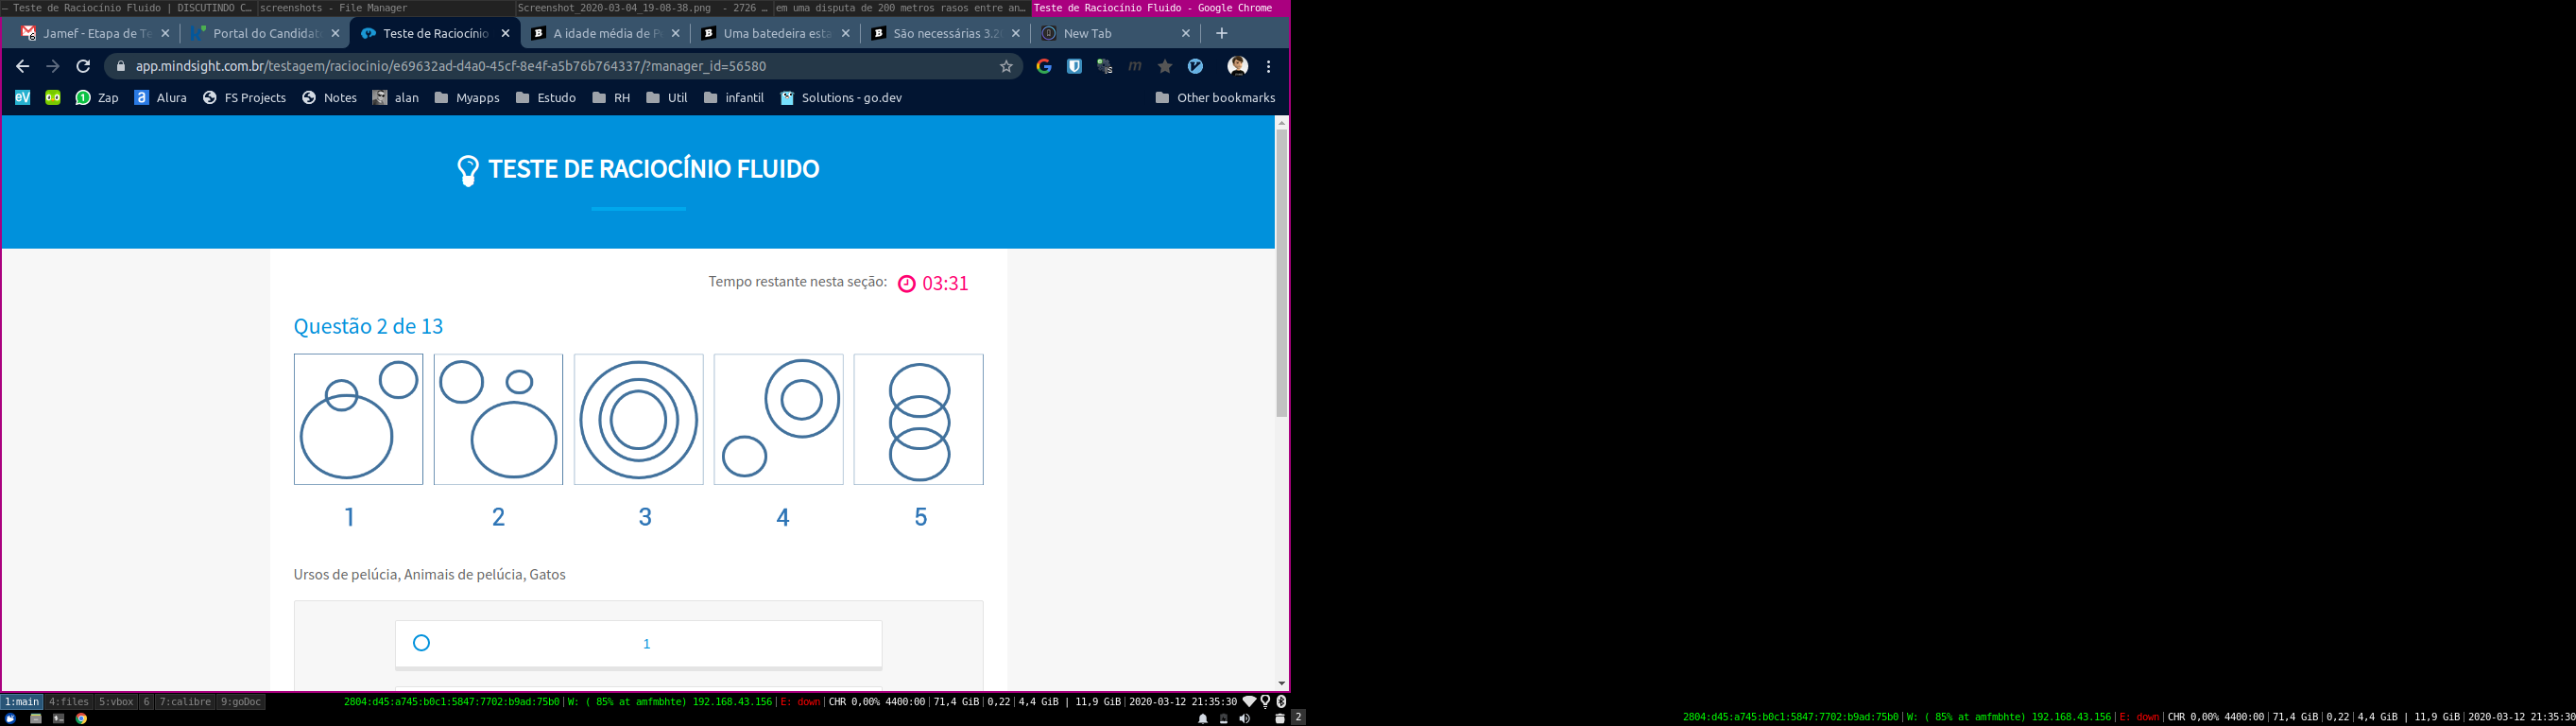 — Teste de Raciocínio Fluido | DISCUTINDO C… screenshots - File Manager Screenshot_2020-03-04_19-08-38.png - 2726 … em uma disputa de 200 metros rasos entre an… Teste de Raciocínio Fluido - Google Chrome
Jamef - Etapa de Te Portal do Candidat Teste de Raciocínio A idade média de P Uma batedeira esta São necessárias 3.2 New Tab
app.mindsight.com.br/testagem/raciocinio/e69632ad-d4a0-45cf-8e4f-a5b76b764337/?manager_id=56580
Zap Alura FS Projects Notes alan Myapps Estudo RH Util infantil Solutions - go.dev Other bookmarks
TESTE DE RACIOCÍNIO FLUIDO
Tempo restante nesta seção: 03:31
Questão 2 de 13
1 2 3 4 5
Ursos de pelúcia, Animais de pelúcia, Gatos
1
1:main 4:files 5:vbox 6 7:calibre 9:goDoc 2804:d45:a745:b0c1:5847:7702:b9ad:75b0 | W: ( 85% at amfmbhte) 192.168.43.156 | E: down | CHR 0,00% 4400:00 | 71,4 GiB | 0,22 | 4,4 GiB | 11,9 GiB | 2020-03-12 21:35:30
2 2804:d45:a745:b0c1:5847:7702:b9ad:75b0 | W: ( 85% at amfmbhte) 192.168.43.156 | E: down | CHR 0,00% 4400:00 | 71,4 GiB | 0,22 | 4,4 GiB | 11,9 GiB | 2020-03-12 21:35:30